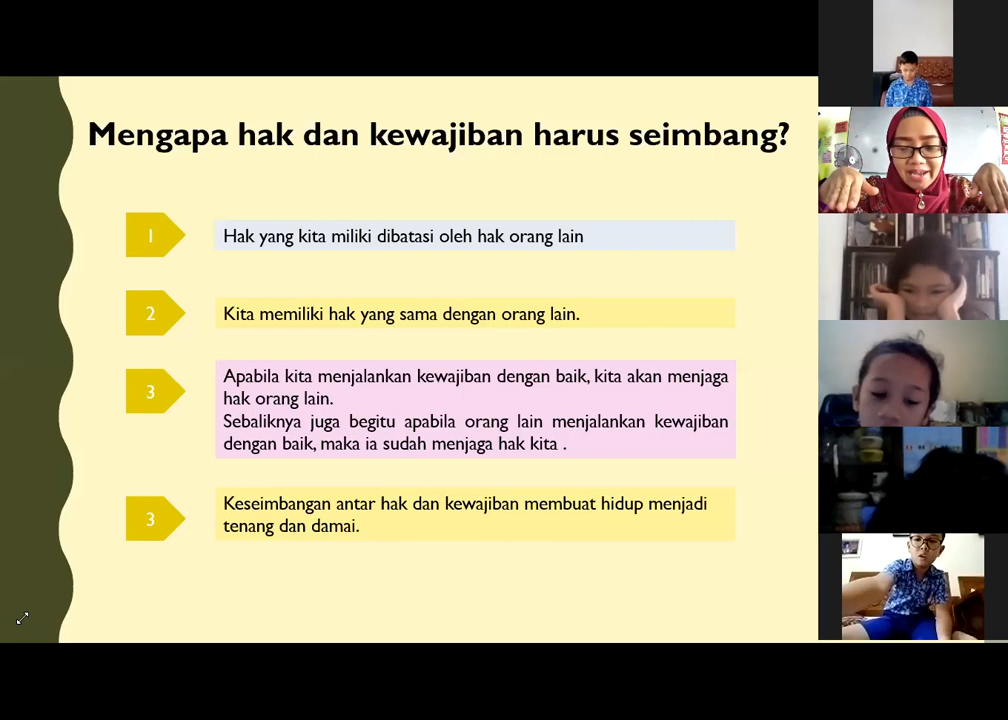 Mengapa hak dan kewajiban harus seimbang?
1
Hak yang kita miliki dibatasi oleh hak orang lain
2
Kita memiliki hak yang sama dengan orang lain.
3
Apabila kita menjalankan kewajiban dengan baik, kita akan menjaga
hak orang lain.
Sebaliknya juga begitu apabila orang lain menjalankan kewajiban
dengan baik, maka ia sudah menjaga hak kita .
3
Keseimbangan antar hak dan kewajiban membuat hidup menjadi
tenang dan damai.